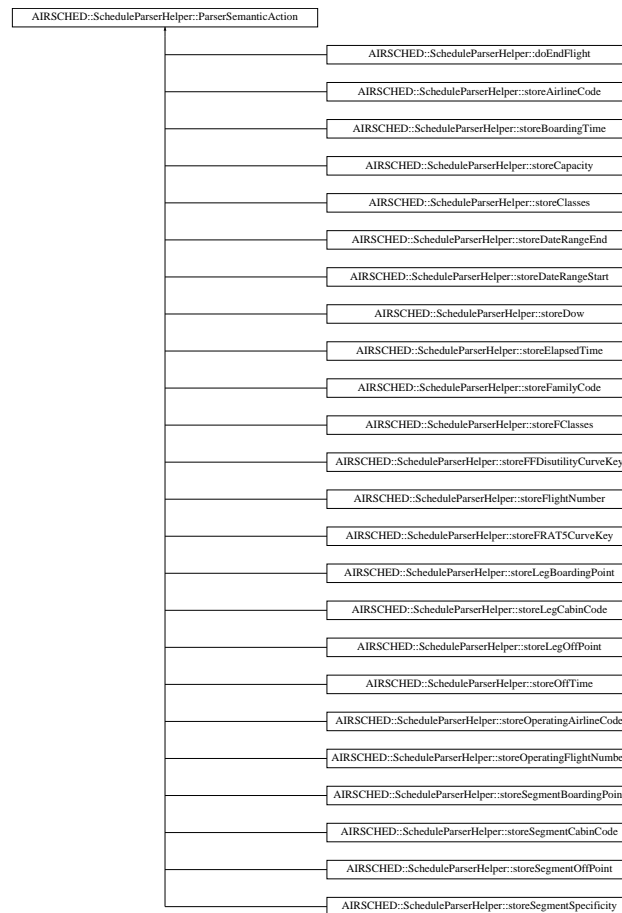 AIRSCHED::ScheduleParserHelper::ParserSemanticAction
AIRSCHED::ScheduleParserHelper::doEndFlight
AIRSCHED::ScheduleParserHelper::storeAirlineCode
AIRSCHED::ScheduleParserHelper::storeBoardingTime
AIRSCHED::ScheduleParserHelper::storeCapacity
AIRSCHED::ScheduleParserHelper::storeClasses
AIRSCHED::ScheduleParserHelper::storeDateRangeEnd
AIRSCHED::ScheduleParserHelper::storeDateRangeStart
AIRSCHED::ScheduleParserHelper::storeDow
AIRSCHED::ScheduleParserHelper::storeElapsedTime
AIRSCHED::ScheduleParserHelper::storeFamilyCode
AIRSCHED::ScheduleParserHelper::storeFClasses
AIRSCHED::ScheduleParserHelper::storeFFDisutilityCurveKey
AIRSCHED::ScheduleParserHelper::storeFlightNumber
AIRSCHED::ScheduleParserHelper::storeFRAT5CurveKey
AIRSCHED::ScheduleParserHelper::storeLegBoardingPoint
AIRSCHED::ScheduleParserHelper::storeLegCabinCode
AIRSCHED::ScheduleParserHelper::storeLegOffPoint
AIRSCHED::ScheduleParserHelper::storeOffTime
AIRSCHED::ScheduleParserHelper::storeOperatingAirlineCode
AIRSCHED::ScheduleParserHelper::storeOperatingFlightNumbe
AIRSCHED::ScheduleParserHelper::storeSegmentBoardingPoin
AIRSCHED::ScheduleParserHelper::storeSegmentCabinCode
AIRSCHED::ScheduleParserHelper::storeSegmentOffPoint
AIRSCHED::ScheduleParserHelper::storeSegmentSpecificity